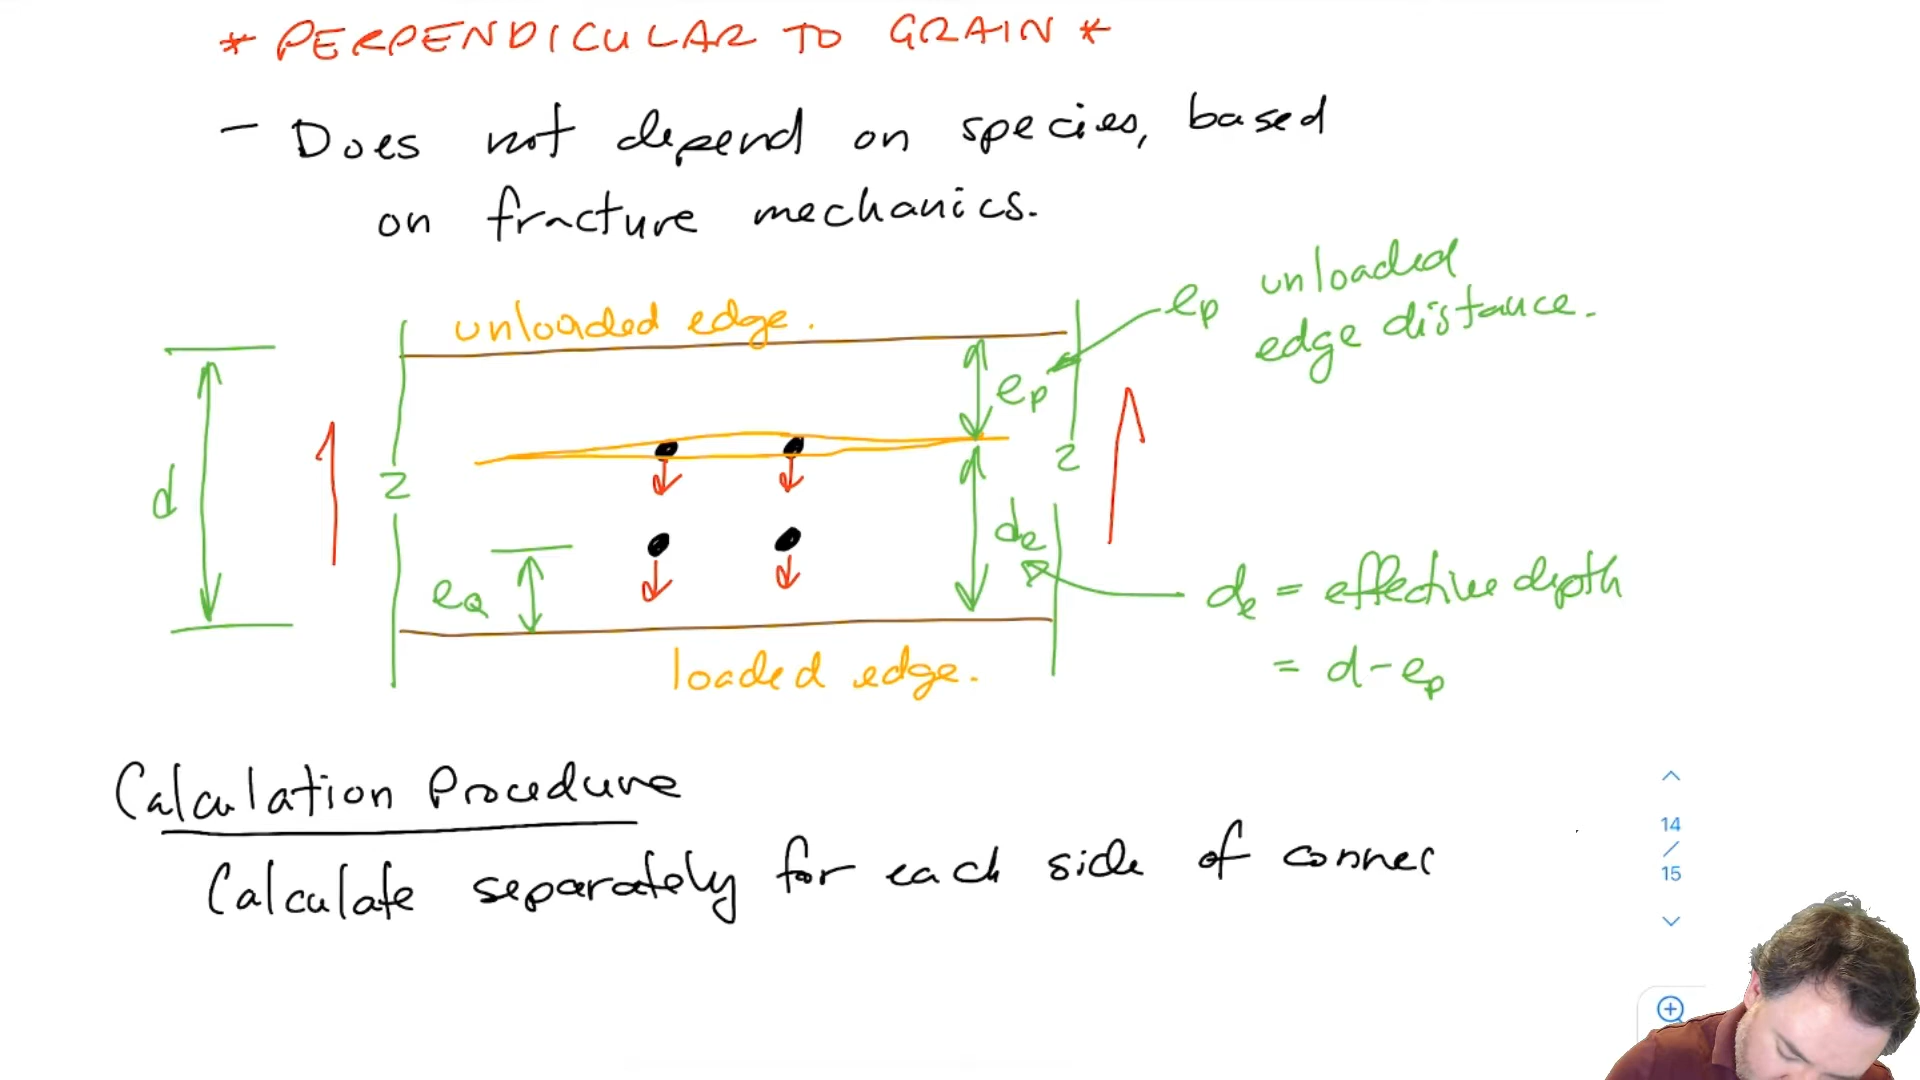 * PERPENDICULAR TO GRAIN *
- Does not depend on species, based
on fracture mechanics.
unloaded edge.
ep unloaded
edge distance.
ep
d
de
eQ
de = effective depth
= d - ep
loaded edge.
Calculation Procedure
Calculate separately for each side of connec
14
/
15